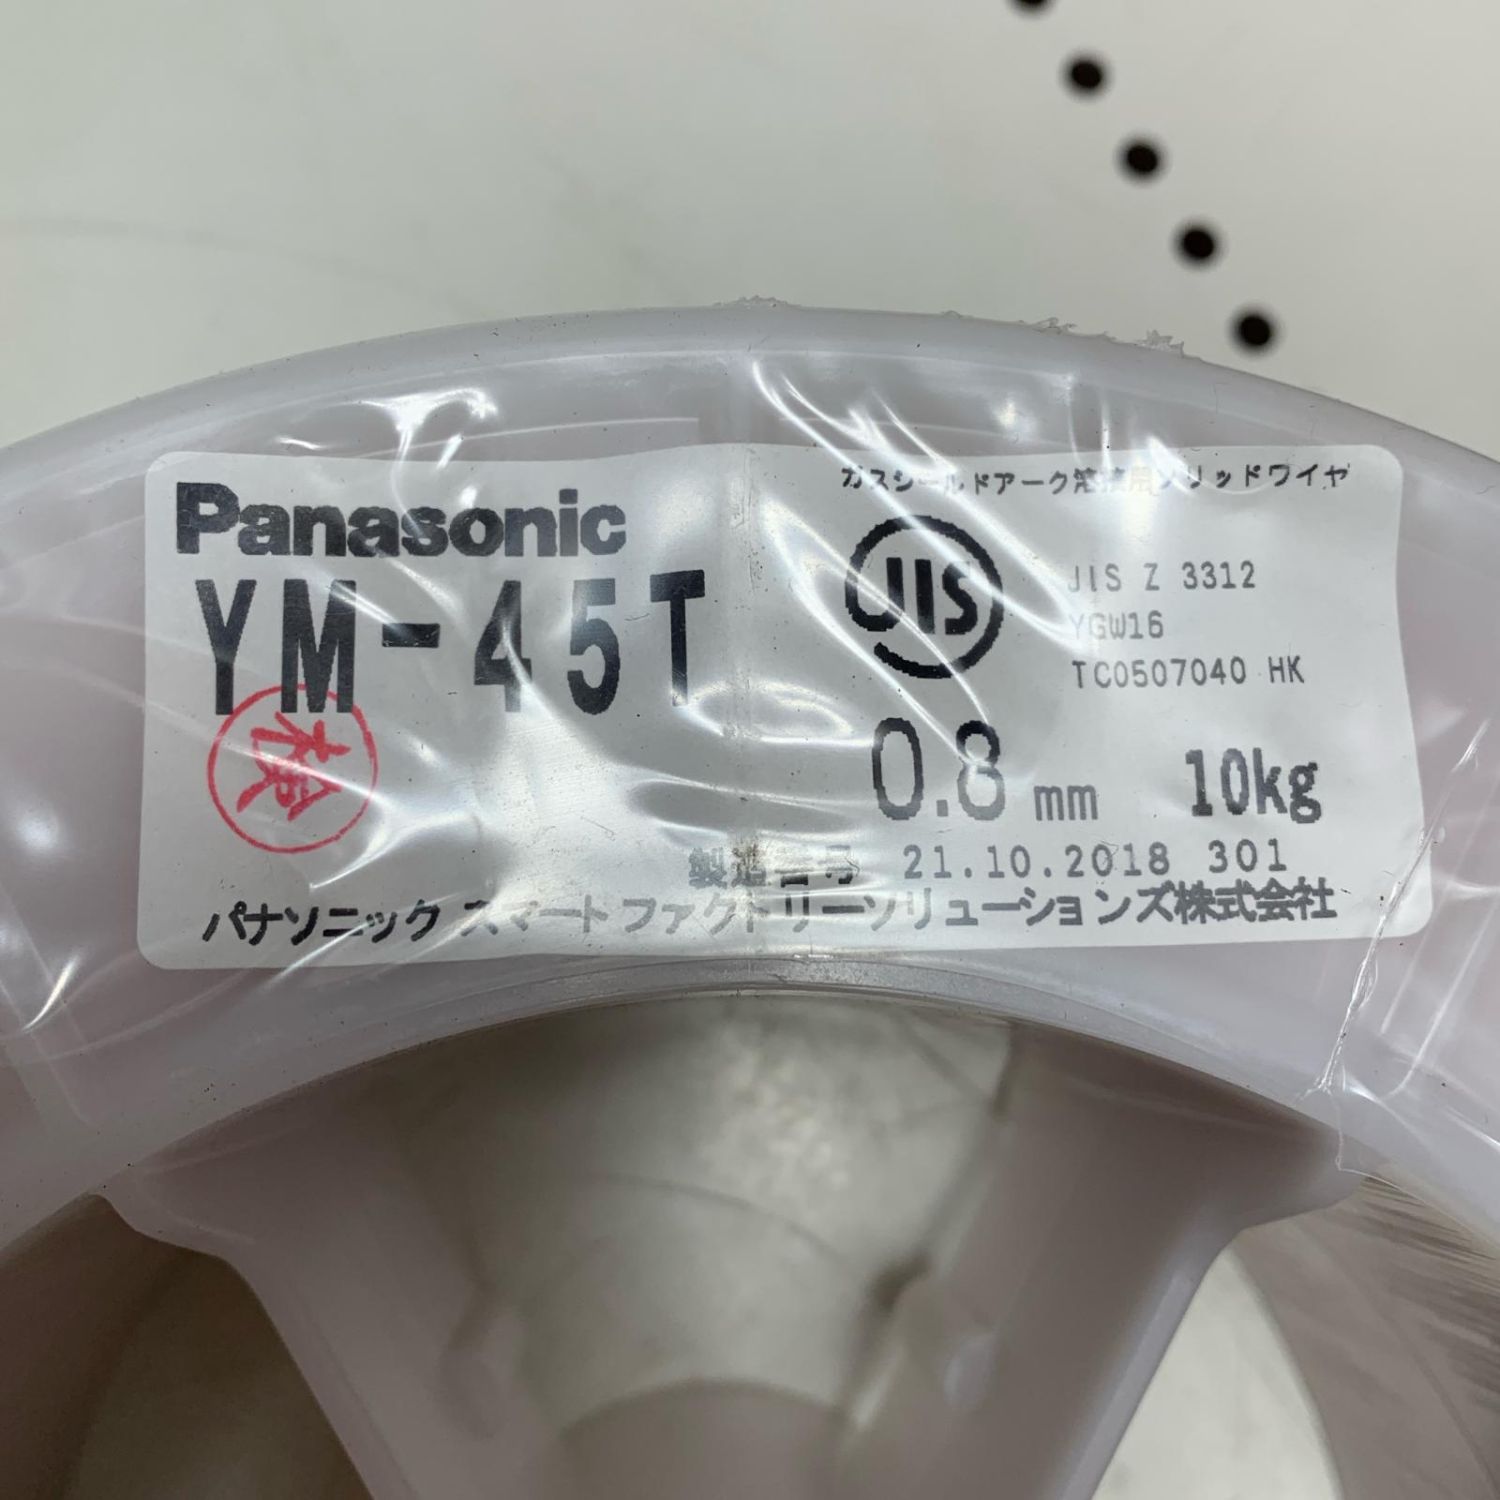 Panasonic
YM-45T
検
ガスシールドアーク溶接用ソリッドワイヤ
JIS
JIS Z 3312
YGW16
TC0507040 HK
0.8 mm 10kg
製造番号 21.10.2018 301
パナソニック スマートファクトリーソリューションズ株式会社